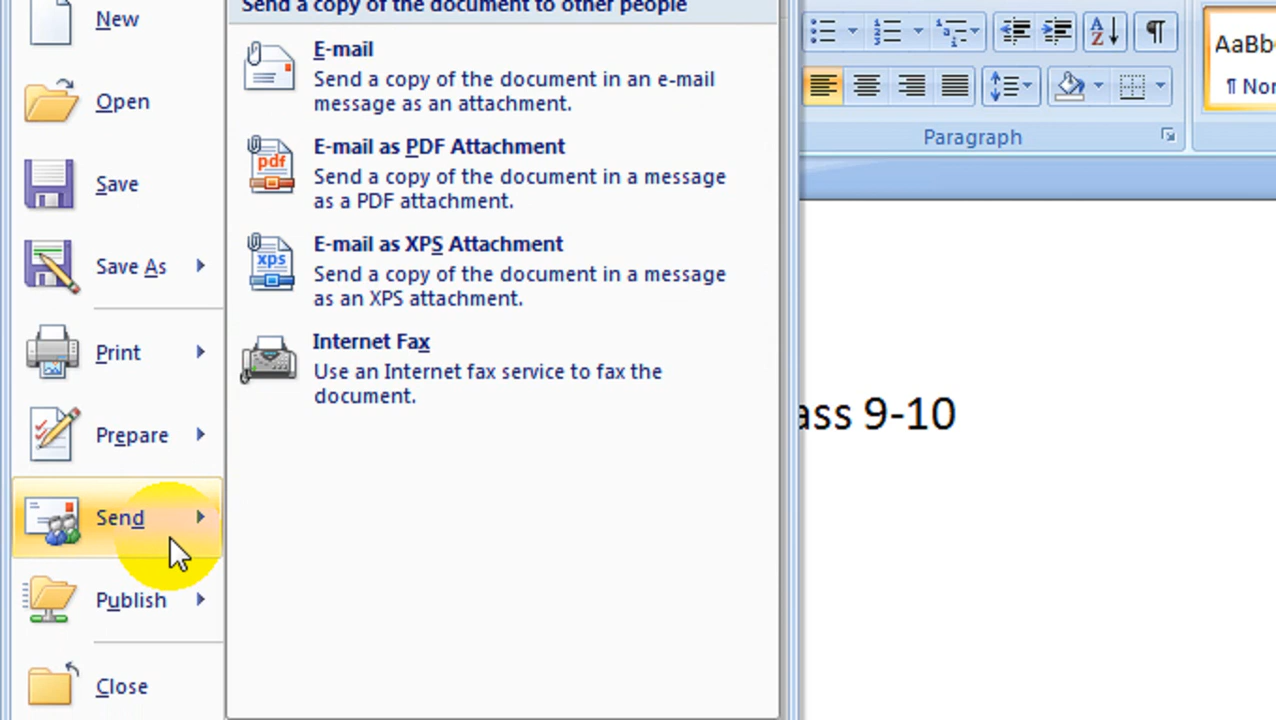 New
Open
Save
Save As
Print
Prepare
Send
Publish
Close
Send a copy of the document to other people
E-mail
Send a copy of the document in an e-mail
message as an attachment.
pdf
E-mail as PDF Attachment
Send a copy of the document in a message
as a PDF attachment.
xps
E-mail as XPS Attachment
Send a copy of the document in a message
as an XPS attachment.
Internet Fax
Use an Internet fax service to fax the
document.
Paragraph
9-10